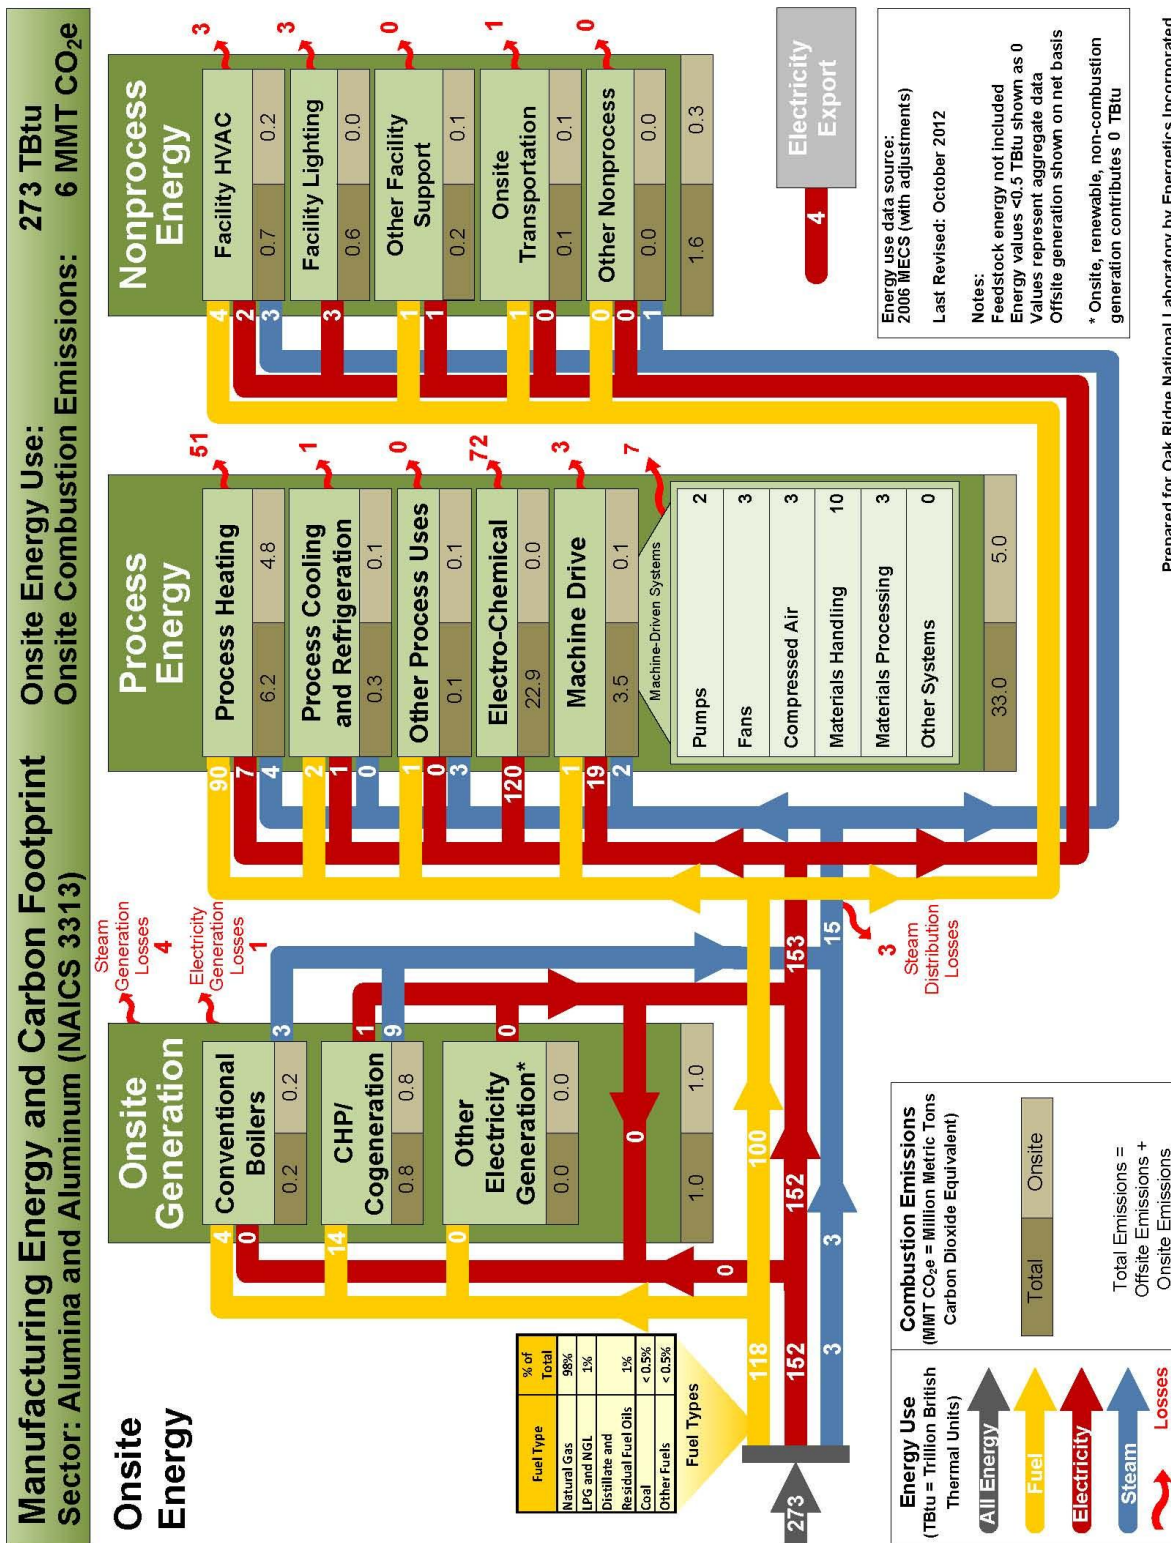 Manufacturing Energy and Carbon Footprint
Sector: Alumina and Aluminum (NAICS 3313)
Onsite Energy Use: 273 TBtu
Onsite Combustion Emissions: 6 MMT CO₂e
Onsite
Energy
Onsite
Generation
Steam
Generation
Losses
4
Electricity
Generation
Losses
1
4
0
Conventional
Boilers
0.2 0.2
3
14
CHP/
Cogeneration
0.8 0.8
1
9
0
Other
Electricity
Generation*
0.0 0.0
0
1.0 1.0
0
0
Fuel Type % of Total
Natural Gas 98%
LPG and NGL 1%
Distillate and
Residual Fuel Oils 1%
Coal < 0.5%
Other Fuels < 0.5%
Fuel Types
273
118 100
152 152 153
3 3 15
3
Steam
Distribution
Losses
Process
Energy
90
7
4
Process Heating
6.2 4.8
51
2
1
0
Process Cooling
and Refrigeration
0.3 0.1
1
1
0
3
Other Process Uses
0.1 0.1
0
120
Electro-Chemical
22.9 0.0
72
1
19
2
Machine Drive
3.5 0.1
3
Machine-Driven Systems
7
Pumps 2
Fans 3
Compressed Air 3
Materials Handling 10
Materials Processing 3
Other Systems 0
33.0 5.0
Nonprocess
Energy
4
2
3
Facility HVAC
0.7 0.2
3
3
Facility Lighting
0.6 0.0
3
1
1
Other Facility
Support
0.2 0.1
0
1
0
Onsite
Transportation
0.1 0.1
1
0
0
1
Other Nonprocess
0.0 0.0
0
1.6 0.3
4
Electricity
Export
Energy Use
(TBtu = Trillion British
Thermal Units)
All Energy
Fuel
Electricity
Steam
Losses
Combustion Emissions
(MMT CO₂e = Million Metric Tons
Carbon Dioxide Equivalent)
Total Onsite
Total Emissions =
Offsite Emissions +
Onsite Emissions
Energy use data source:
2006 MECS (with adjustments)
Last Revised: October 2012
Notes:
Feedstock energy not included
Energy values <0.5 TBtu shown as 0
Values represent aggregate data
Offsite generation shown on net basis
* Onsite, renewable, non-combustion
generation contributes 0 TBtu
Prepared for Oak Ridge National Laboratory by Energetics Incorporated